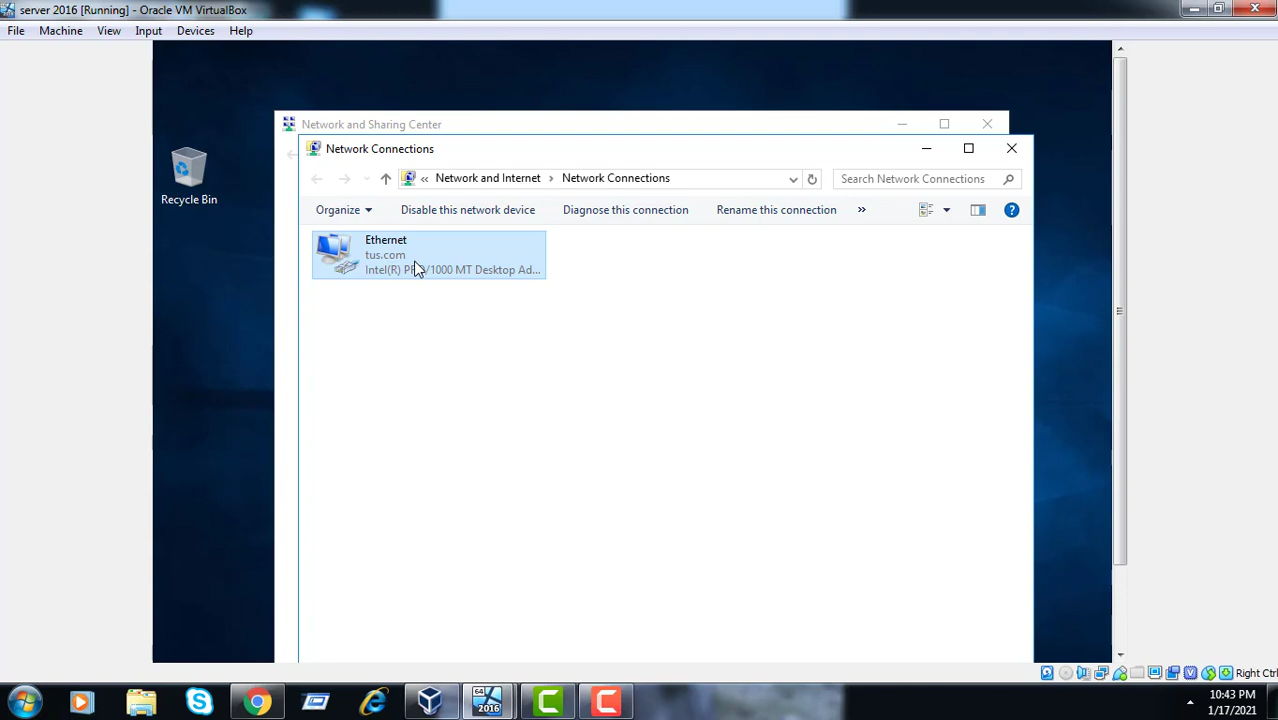 server 2016 [Running] - Oracle VM VirtualBox
File Machine View Input Devices Help
Recycle Bin
Network and Sharing Center
Network Connections
« Network and Internet › Network Connections
Search Network Connections
Organize Disable this network device Diagnose this connection Rename this connection »
Ethernet
tus.com
Intel(R) /1000 MT Desktop Ad...
Right Ctrl
64
2016
10:43 PM
1/17/2021